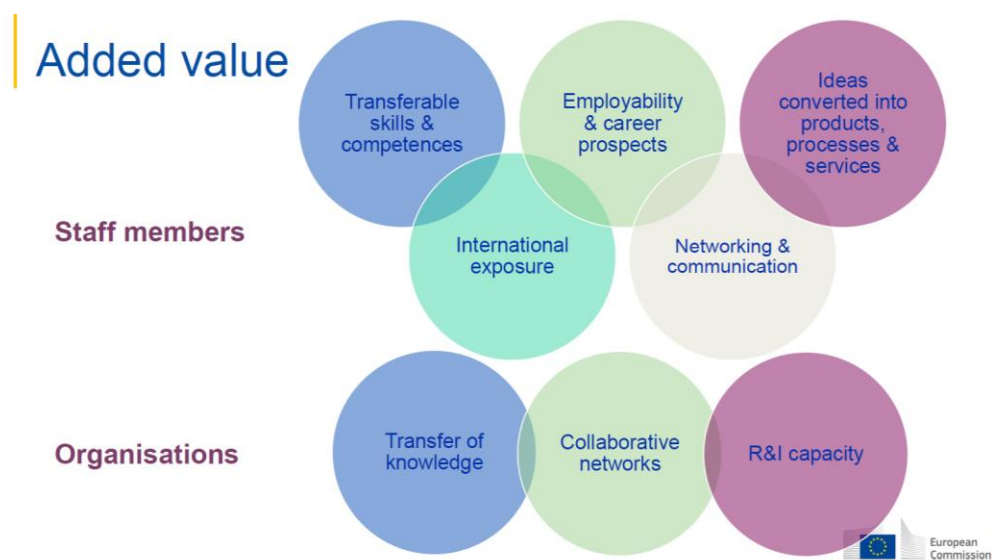 Added value
Transferable
skills &
competences
Employability
& career
prospects
Ideas
converted into
products,
processes &
services
Staff members
International
exposure
Networking &
communication
Organisations
Transfer of
knowledge
Collaborative
networks
R&I capacity
European
Commission